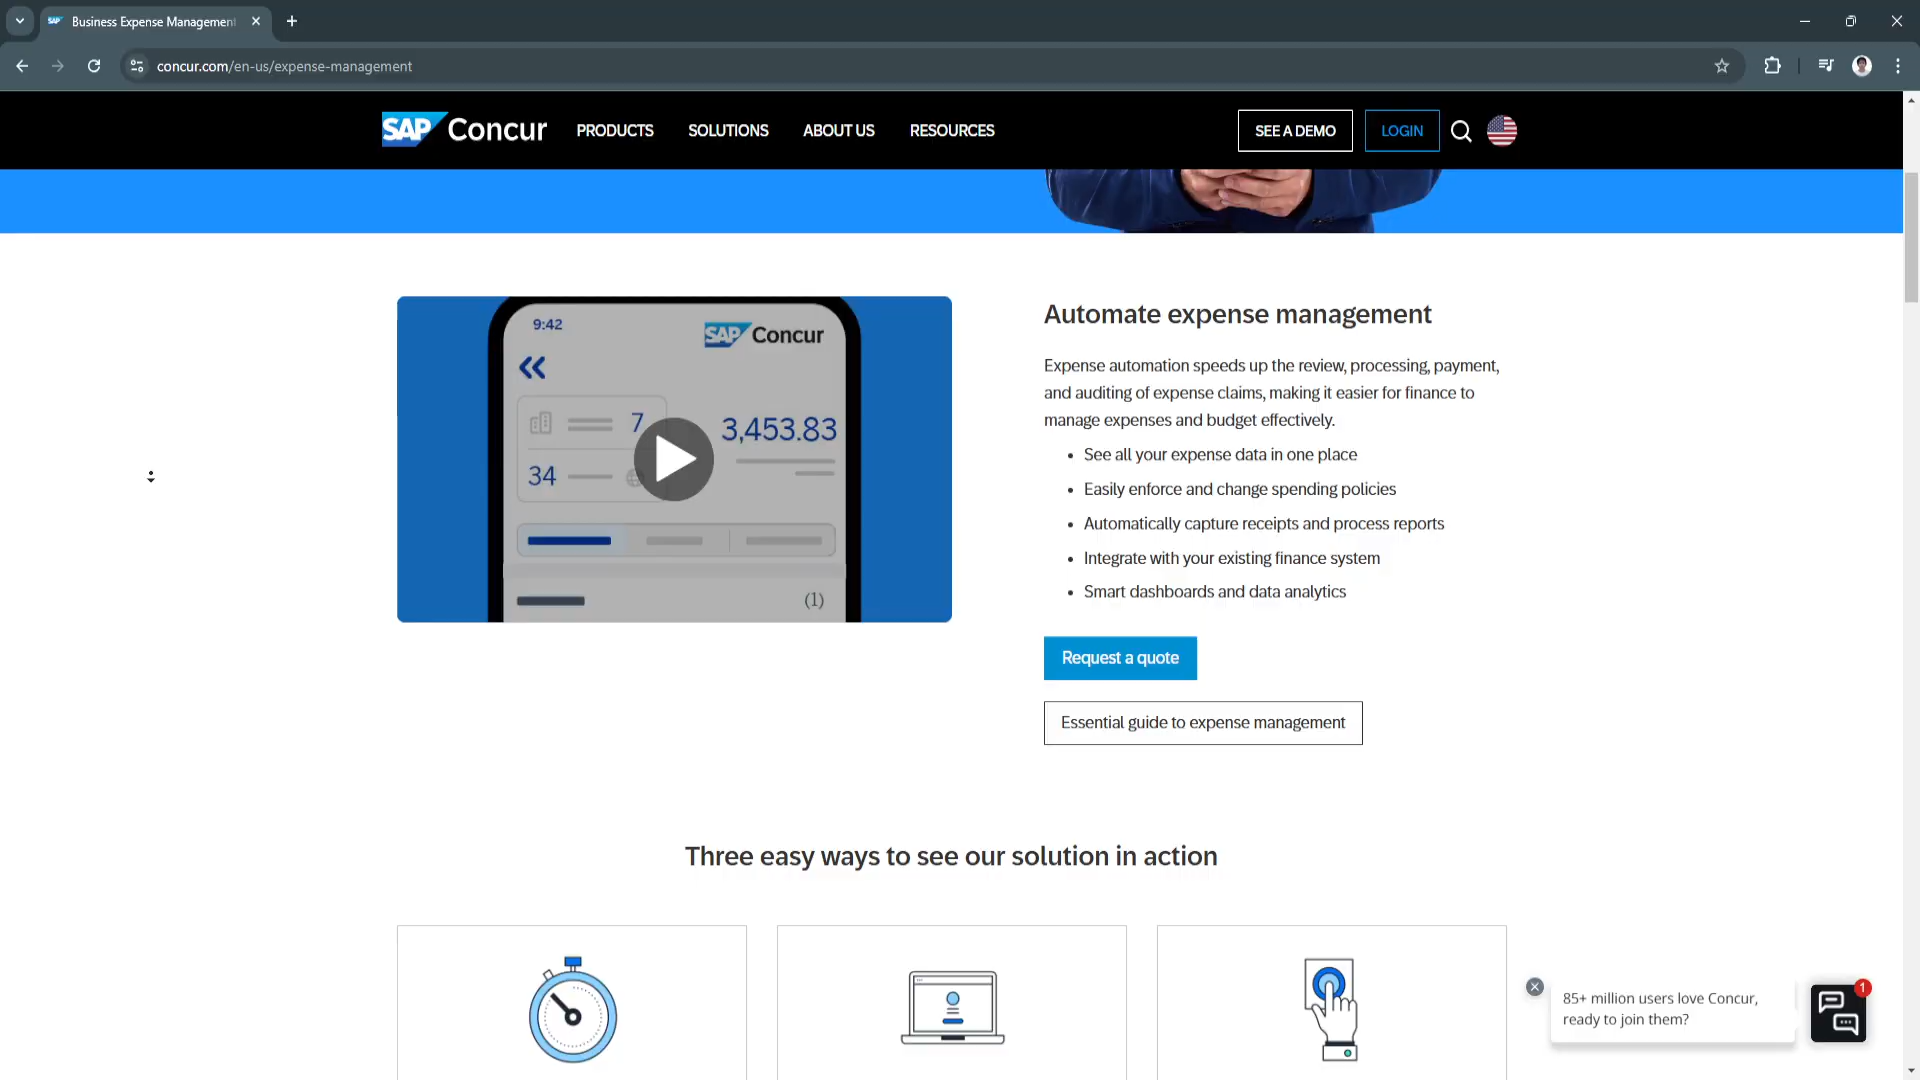 SAP Business Expense Management
concur.com/en-us/expense-management
SAP Concur PRODUCTS SOLUTIONS ABOUT US RESOURCES SEE A DEMO LOGIN
9:42
SAP Concur
7
3,453.83
34
(1)
Automate expense management
Expense automation speeds up the review, processing, payment,
and auditing of expense claims, making it easier for finance to
manage expenses and budget effectively.
• See all your expense data in one place
• Easily enforce and change spending policies
• Automatically capture receipts and process reports
• Integrate with your existing finance system
• Smart dashboards and data analytics
Request a quote
Essential guide to expense management
Three easy ways to see our solution in action
85+ million users love Concur,
ready to join them?
1